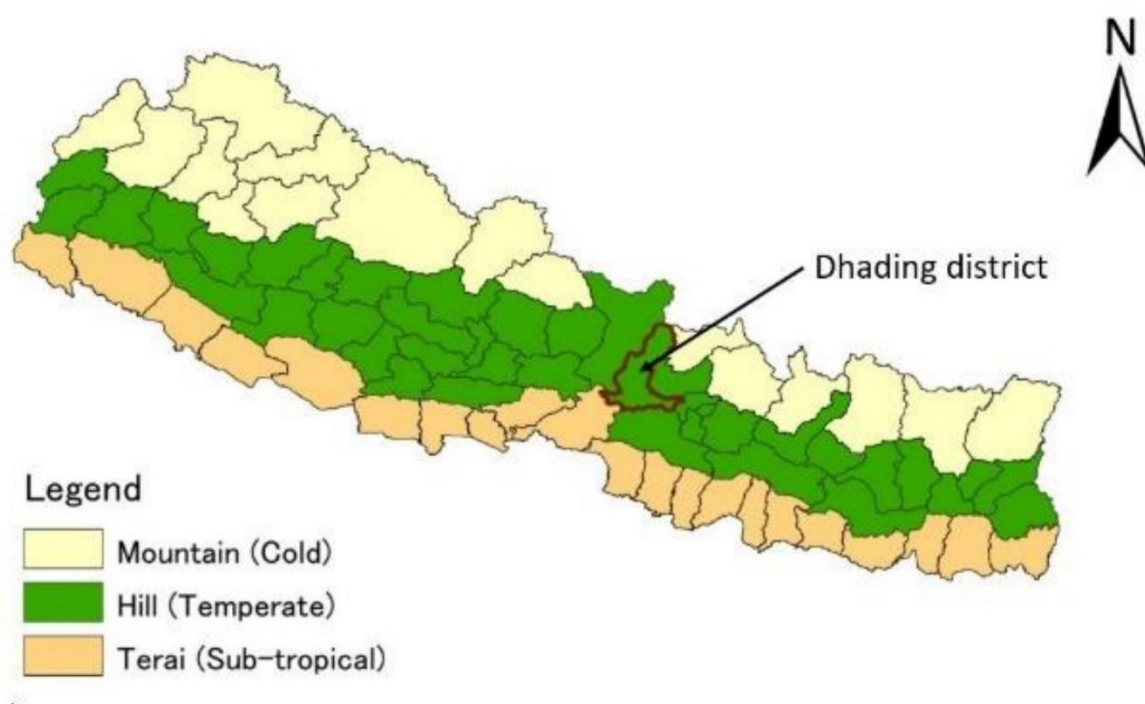 N
Dhading district
Legend
Mountain (Cold)
Hill (Temperate)
Terai (Sub-tropical)